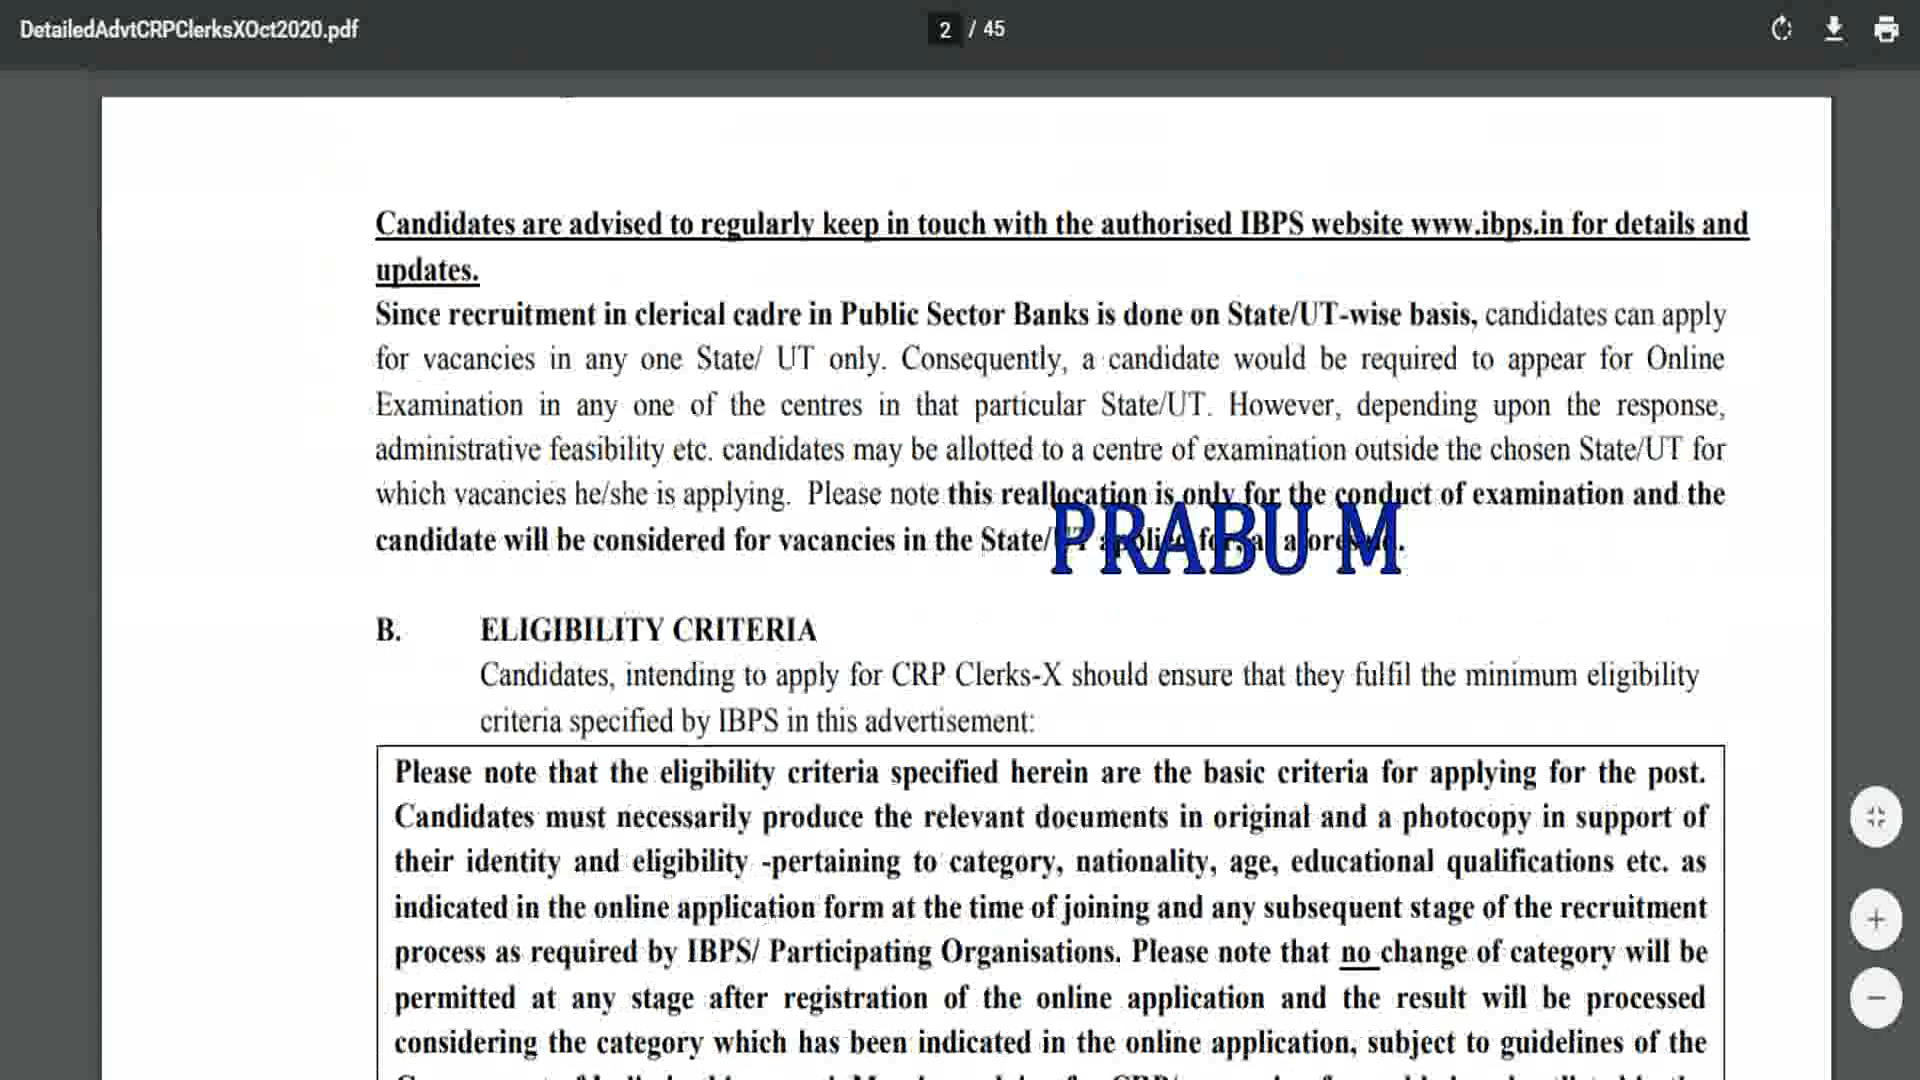 DetailedAdvtCRPClerksXOct2020.pdf
2 / 45
Candidates are advised to regularly keep in touch with the authorised IBPS website www.ibps.in for details and
updates.
Since recruitment in clerical cadre in Public Sector Banks is done on State/UT-wise basis, candidates can apply
for vacancies in any one State/ UT only. Consequently, a candidate would be required to appear for Online
Examination in any one of the centres in that particular State/UT. However, depending upon the response,
administrative feasibility etc. candidates may be allotted to a centre of examination outside the chosen State/UT for
which vacancies he/she is applying. Please note this reallocation is only for the conduct of examination and the
candidate will be considered for vacancies in the State/
PRABU M
B. ELIGIBILITY CRITERIA
Candidates, intending to apply for CRP Clerks-X should ensure that they fulfil the minimum eligibility
criteria specified by IBPS in this advertisement:
Please note that the eligibility criteria specified herein are the basic criteria for applying for the post.
Candidates must necessarily produce the relevant documents in original and a photocopy in support of
their identity and eligibility -pertaining to category, nationality, age, educational qualifications etc. as
indicated in the online application form at the time of joining and any subsequent stage of the recruitment
process as required by IBPS/ Participating Organisations. Please note that no change of category will be
permitted at any stage after registration of the online application and the result will be processed
considering the category which has been indicated in the online application, subject to guidelines of the